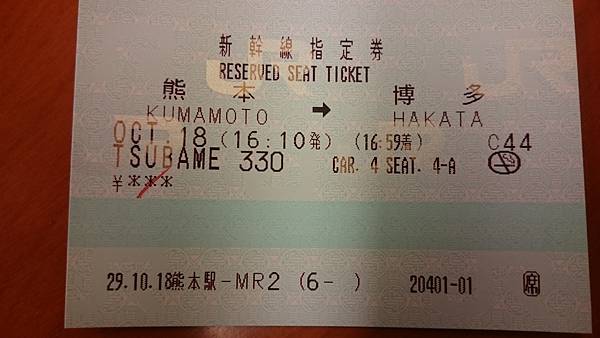 新幹線指定券
RESERVED SEAT TICKET
熊本 → 博多
KUMAMOTO HAKATA
OCT 18 (16:10発) (16:59着) C44
TSUBAME 330 CAR. 4 SEAT. 4-A
¥***
29.10.18熊本駅-MR2 (6- ) 20401-01 席